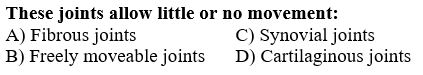 These joints allow little or no movement:
A) Fibrous joints C) Synovial joints
B) Freely moveable joints D) Cartilaginous joints